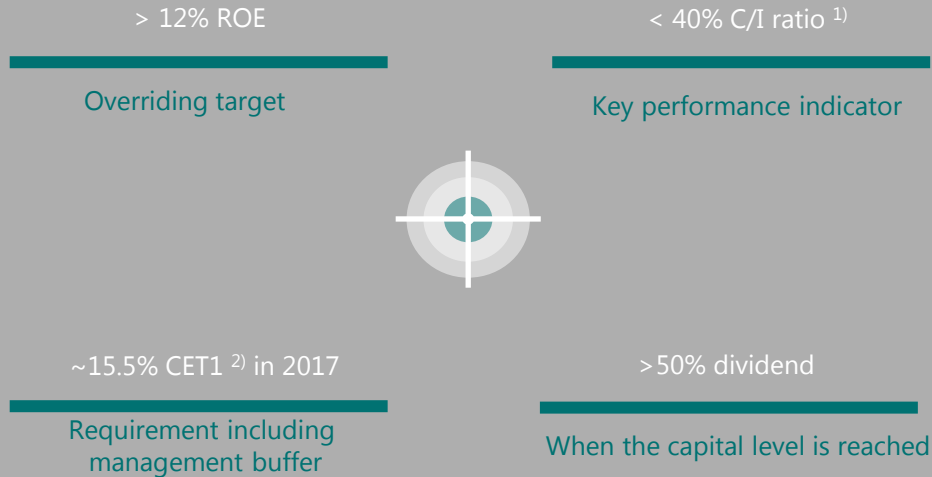 > 12% ROE
Overriding target
< 40% C/I ratio 1)
Key performance indicator
~15.5% CET1 2) in 2017
Requirement including
management buffer
>50% dividend
When the capital level is reached